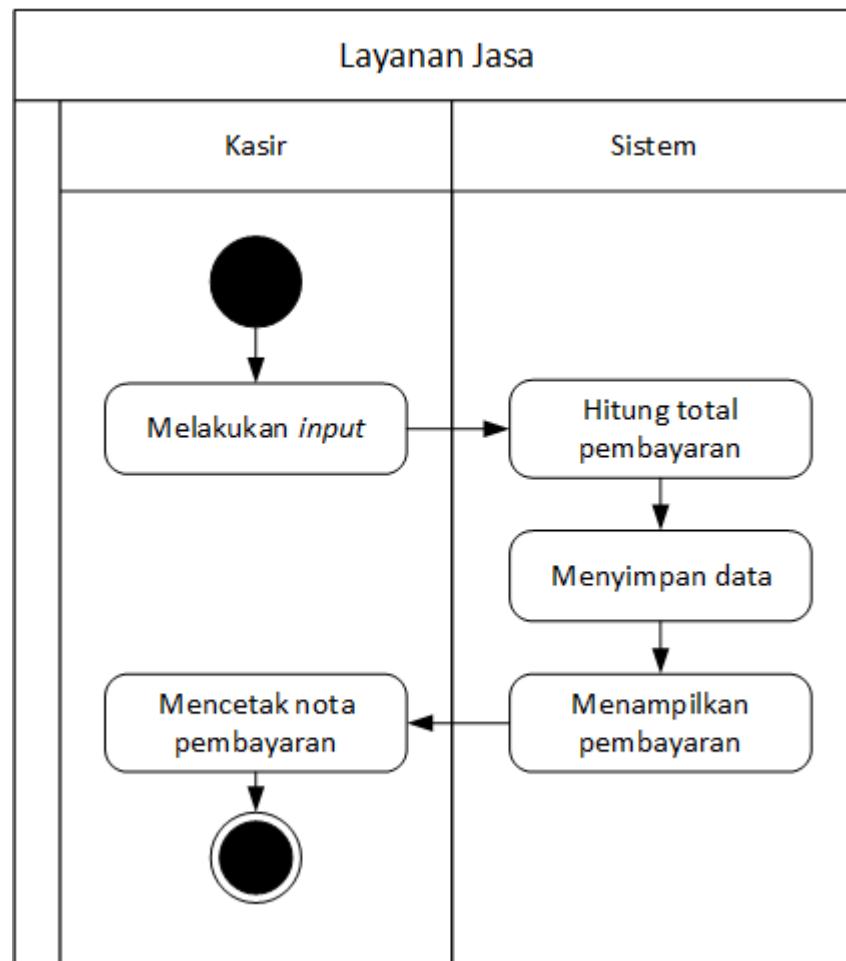 Layanan Jasa
Kasir
Sistem
Melakukan input
Hitung total
pembayaran
Menyimpan data
Menampilkan
pembayaran
Mencetak nota
pembayaran